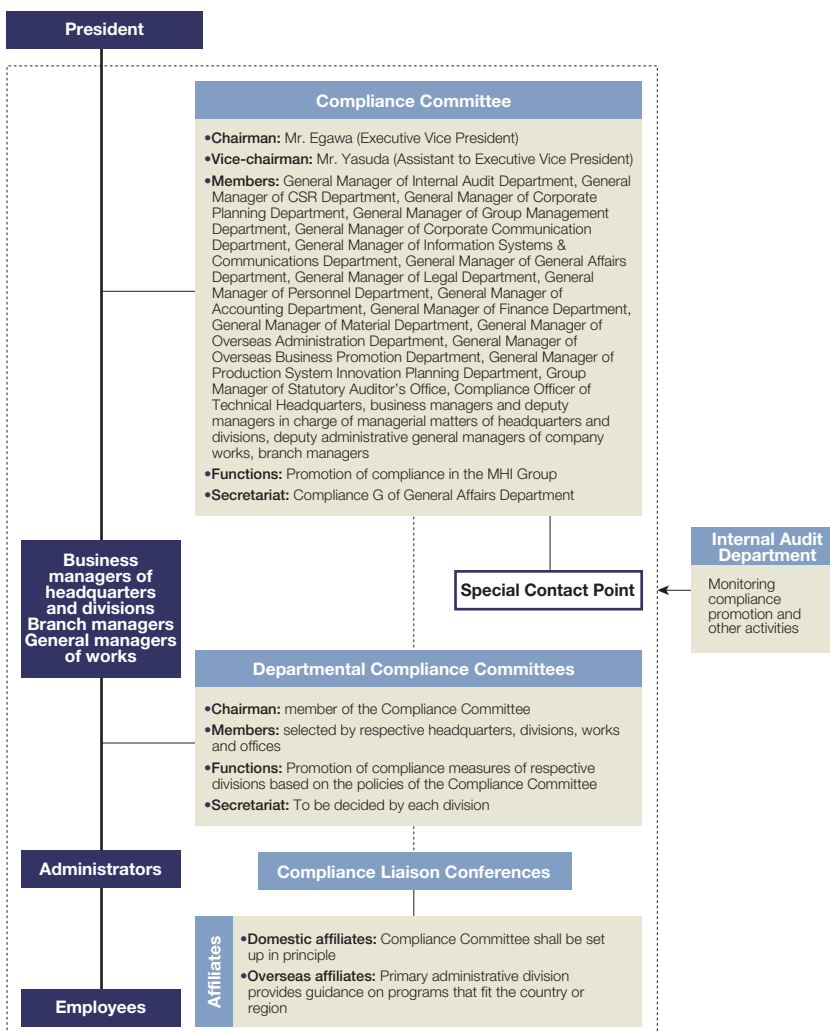 President
Compliance Committee
•Chairman: Mr. Egawa (Executive Vice President)
•Vice-chairman: Mr. Yasuda (Assistant to Executive Vice President)
•Members: General Manager of Internal Audit Department, General
Manager of CSR Department, General Manager of Corporate
Planning Department, General Manager of Group Management
Department, General Manager of Corporate Communication
Department, General Manager of Information Systems &
Communications Department, General Manager of General Affairs
Department, General Manager of Legal Department, General
Manager of Personnel Department, General Manager of
Accounting Department, General Manager of Finance Department,
General Manager of Material Department, General Manager of
Overseas Administration Department, General Manager of
Overseas Business Promotion Department, General Manager of
Production System Innovation Planning Department, Group
Manager of Statutory Auditor's Office, Compliance Officer of
Technical Headquarters, business managers and deputy
managers in charge of managerial matters of headquarters and
divisions, deputy administrative general managers of company
works, branch managers
•Functions: Promotion of compliance in the MHI Group
•Secretariat: Compliance G of General Affairs Department
Business
managers of
headquarters
and divisions
Branch managers
General managers
of works
Special Contact Point
Internal Audit
Department
Monitoring
compliance
promotion and
other activities
Departmental Compliance Committees
•Chairman: member of the Compliance Committee
•Members: selected by respective headquarters, divisions, works
and offices
•Functions: Promotion of compliance measures of respective
divisions based on the policies of the Compliance Committee
•Secretariat: To be decided by each division
Administrators
Compliance Liaison Conferences
Affiliates
•Domestic affiliates: Compliance Committee shall be set
up in principle
•Overseas affiliates: Primary administrative division
provides guidance on programs that fit the country or
region
Employees